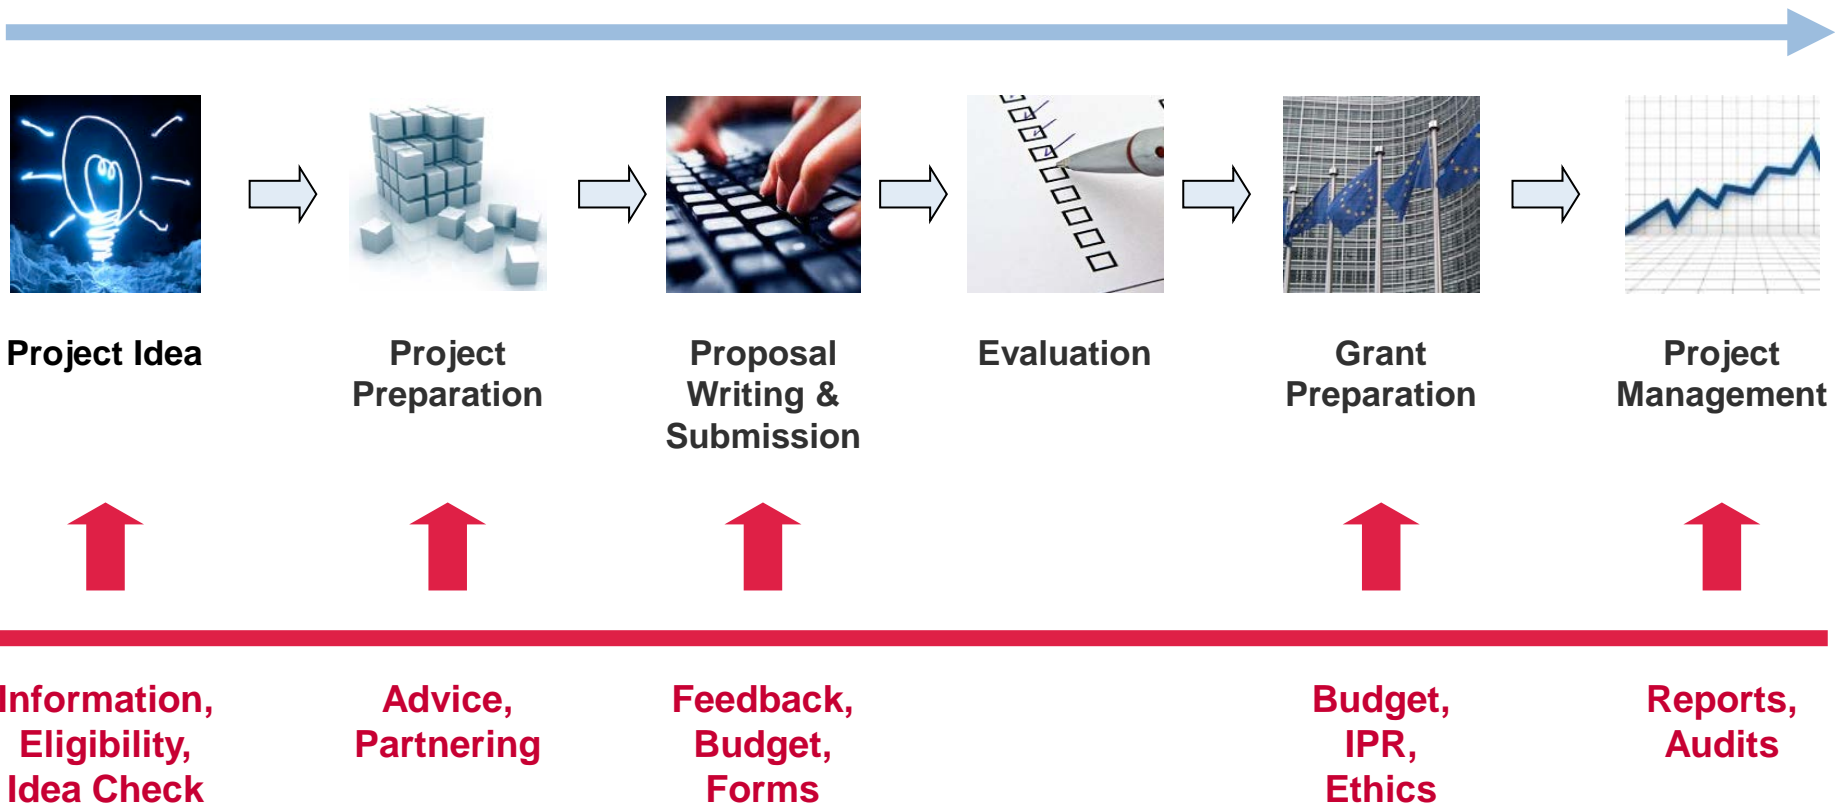 Project Idea
Project
Preparation
Proposal
Writing &
Submission
Evaluation
Grant
Preparation
Project
Management
Information,
Eligibility,
Idea Check
Advice,
Partnering
Feedback,
Budget,
Forms
Budget,
IPR,
Ethics
Reports,
Audits